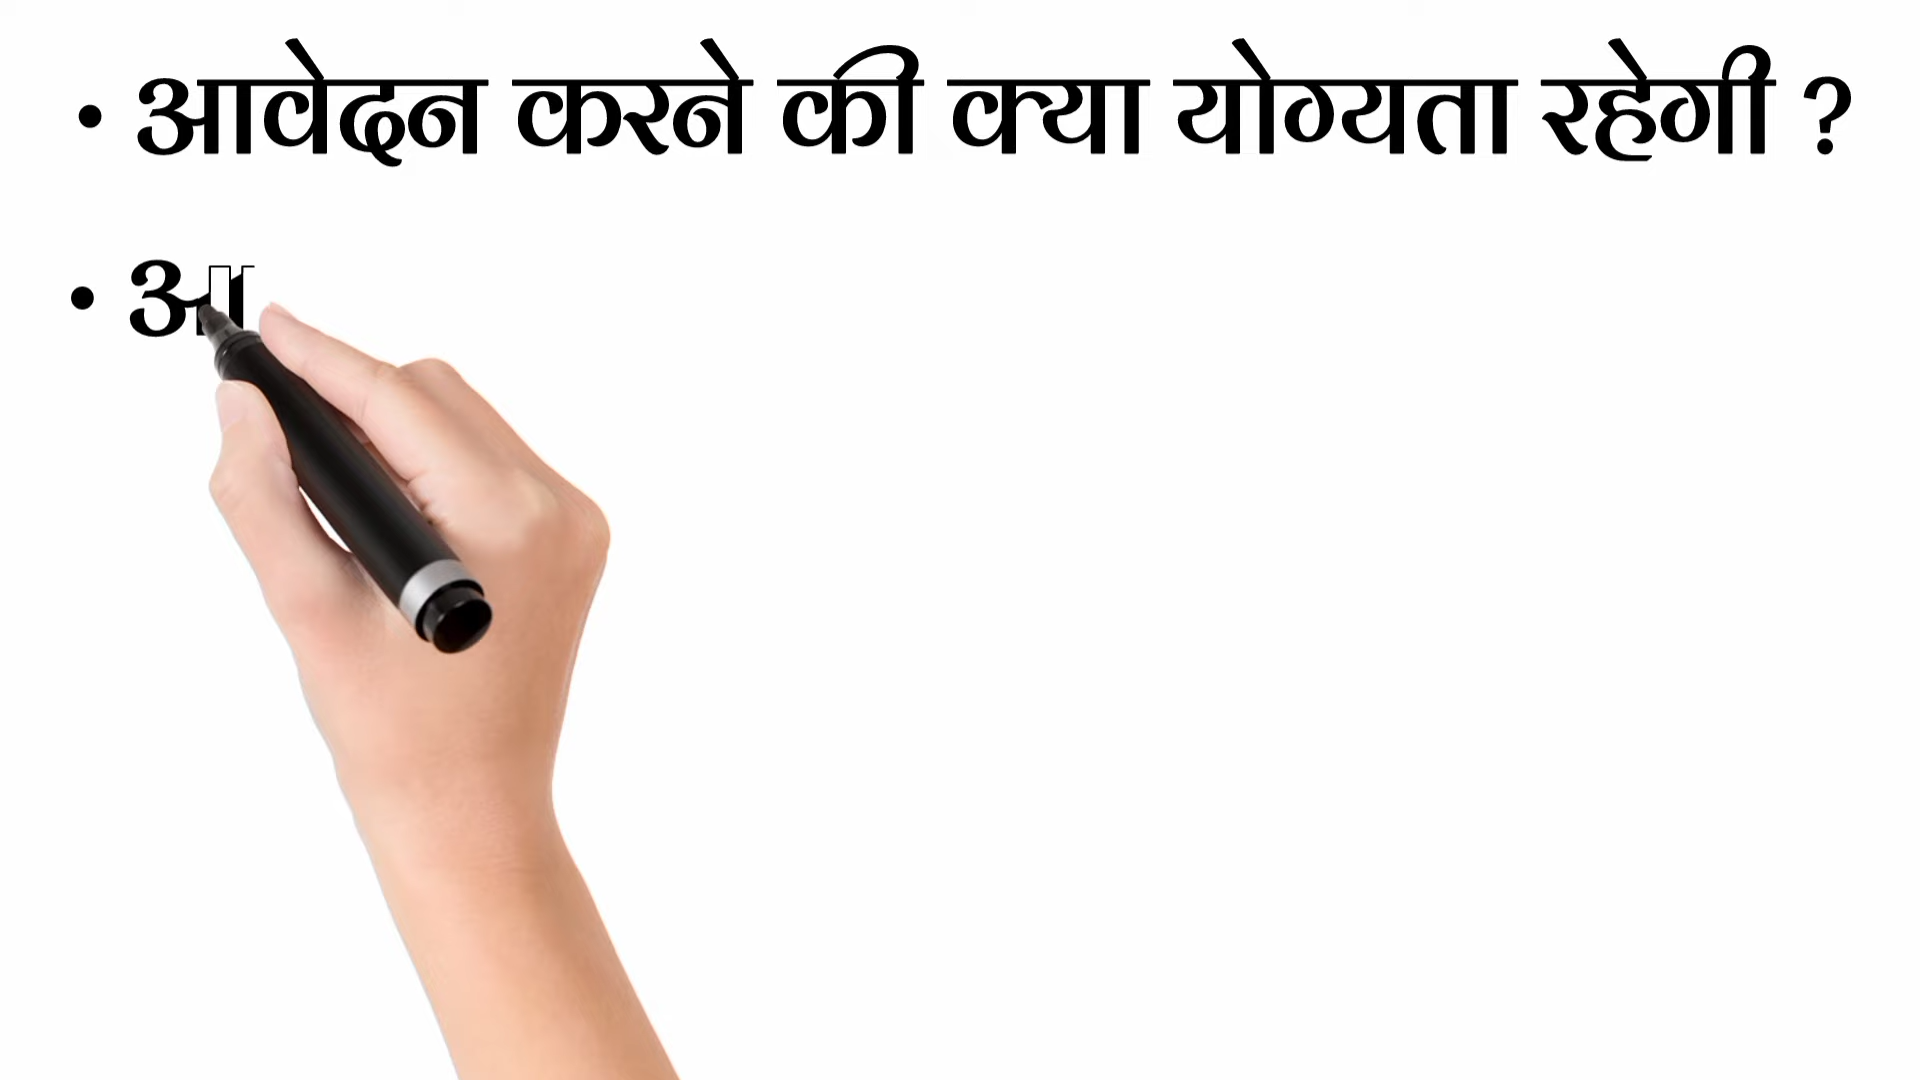 • आवेदन करने की क्या योग्यता रहेगी ?
• आ